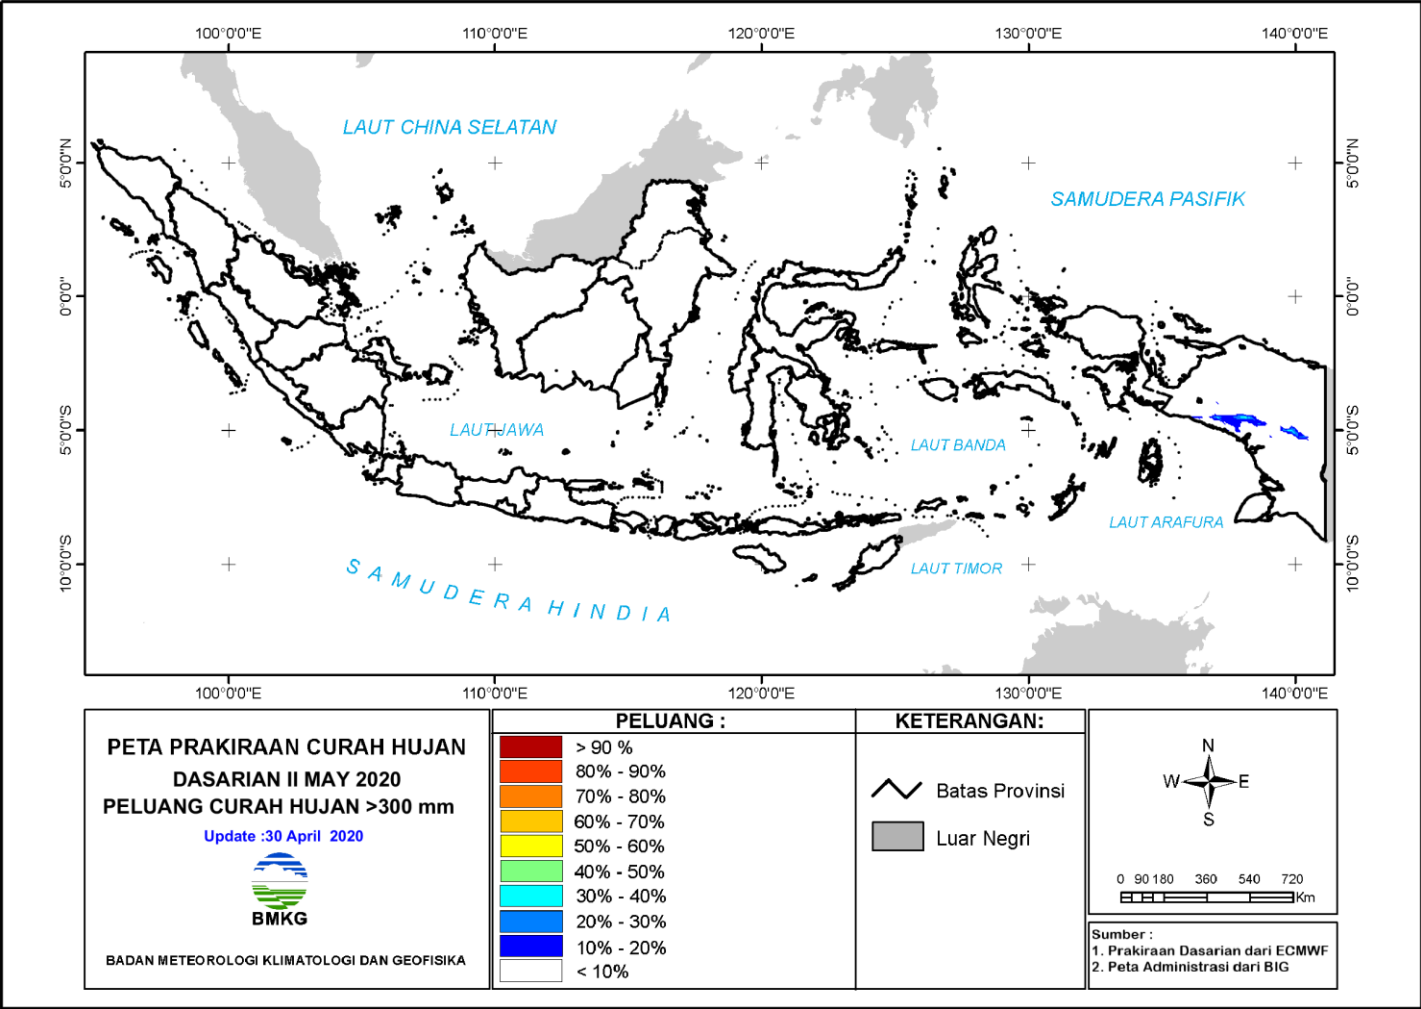 100°0'0"E 110°0'0"E 120°0'0"E 130°0'0"E 140°0'0"E
5°0'0"N 5°0'0"N
0°0'0" 0°0'0"
5°0'0"S 5°0'0"S
10°0'0"S 10°0'0"S
LAUT CHINA SELATAN
SAMUDERA PASIFIK
LAUT JAWA
LAUT BANDA
LAUT ARAFURA
LAUT TIMOR
SAMUDERA HINDIA
100°0'0"E 110°0'0"E 120°0'0"E 130°0'0"E 140°0'0"E
PETA PRAKIRAAN CURAH HUJAN
DASARIAN II MAY 2020
PELUANG CURAH HUJAN >300 mm
Update :30 April 2020
BMKG
BADAN METEOROLOGI KLIMATOLOGI DAN GEOFISIKA
PELUANG :
> 90 %
80% - 90%
70% - 80%
60% - 70%
50% - 60%
40% - 50%
30% - 40%
20% - 30%
10% - 20%
< 10%
KETERANGAN:
Batas Provinsi
Luar Negri
N
W E
S
0 90 180 360 540 720
Km
Sumber :
1. Prakiraan Dasarian dari ECMWF
2. Peta Administrasi dari BIG